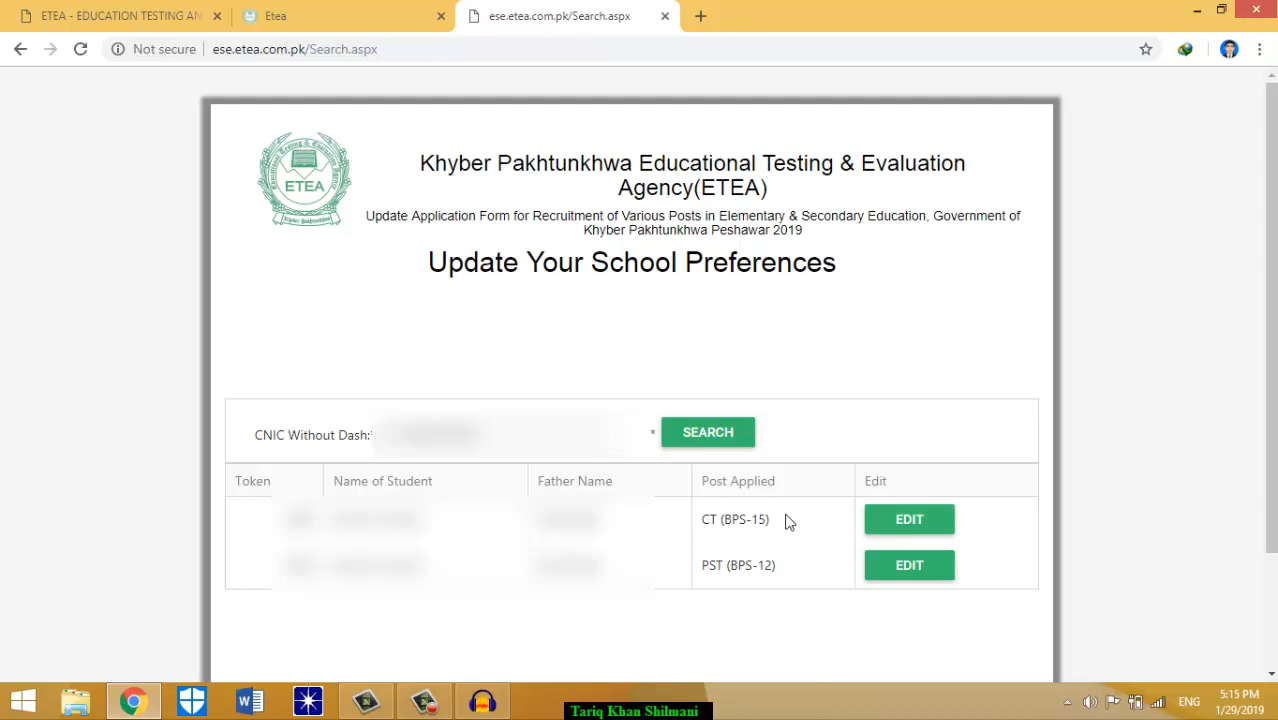 ETEA - EDUCATION TESTING AN
Etea
ese.etea.com.pk/Search.aspx
Not secure
ese.etea.com.pk/Search.aspx
ETEA
Khyber Pakhtunkhwa
Khyber Pakhtunkhwa Educational Testing & Evaluation
Agency(ETEA)
Update Application Form for Recruitment of Various Posts in Elementary & Secondary Education, Government of
Khyber Pakhtunkhwa Peshawar 2019
Update Your School Preferences
CNIC Without Dash:*
* SEARCH
Token Name of Student Father Name Post Applied Edit
CT (BPS-15) EDIT
PST (BPS-12) EDIT
ENG
5:15 PM
1/29/2019
Tariq Khan Shilmani